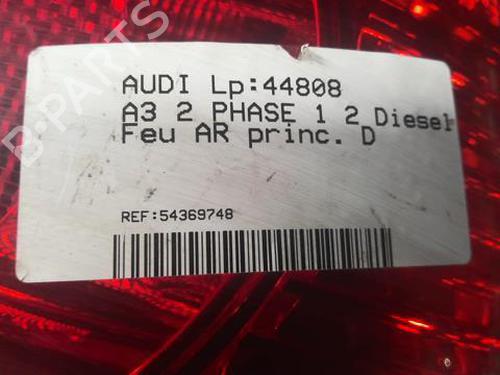 B-PARTS
AUDI Lp:44808
A3 2 PHASE 1 2 Diesel
Feu AR princ. D
REF:54369748